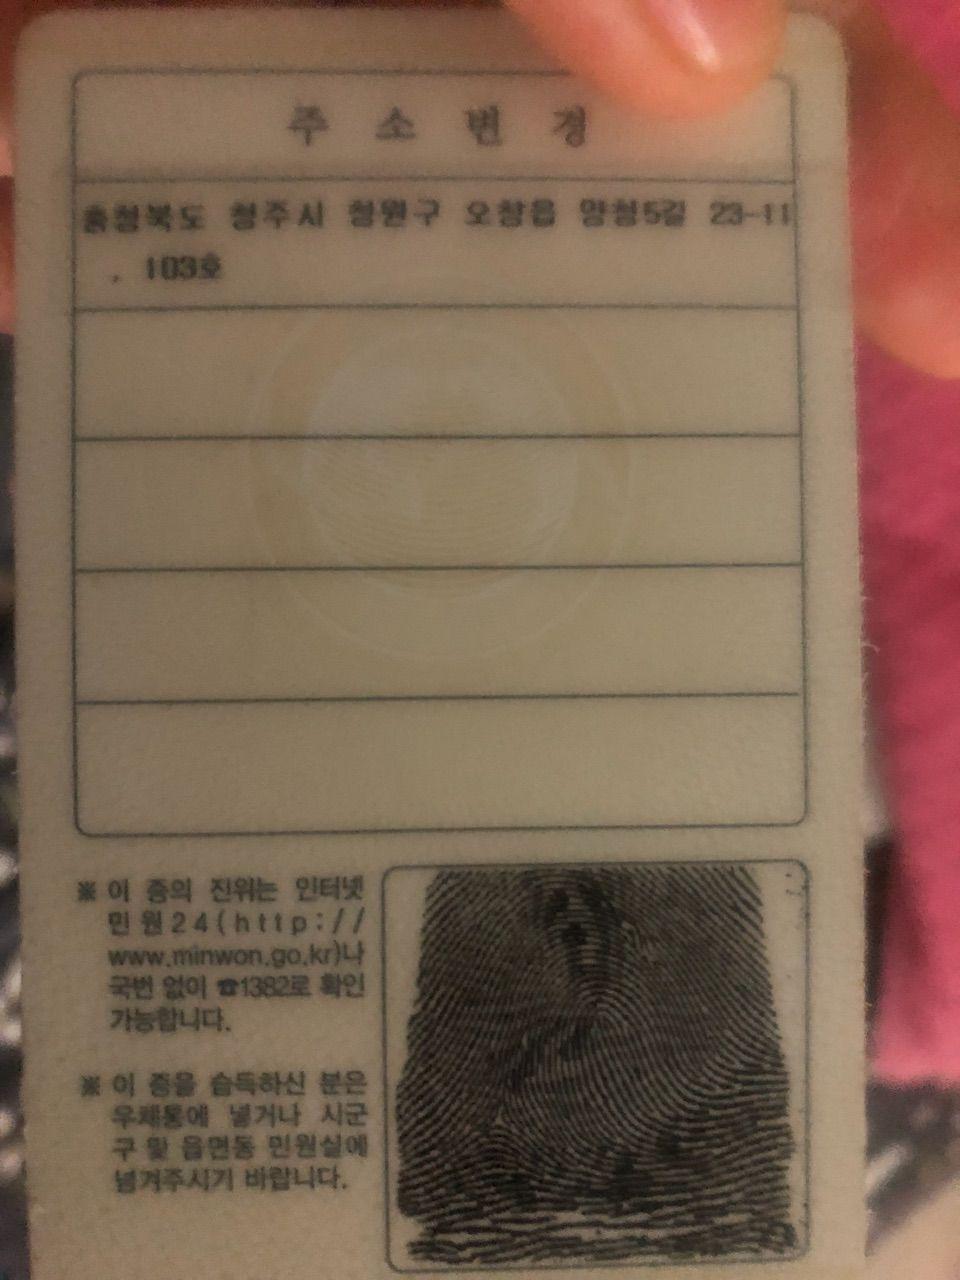 주 소 변 경
충청북도 청주시 청원구 오창읍 망청5길 23-11
, 103호
※ 이 증의 진위는 인터넷
민원24(http://
www.minwon.go.kr)나
국번 없이 ☎1382로 확인
가능합니다.
※ 이 증을 습득하신 분은
우체통에 넣거나 시군
구 및 읍면동 민원실에
넘겨주시기 바랍니다.